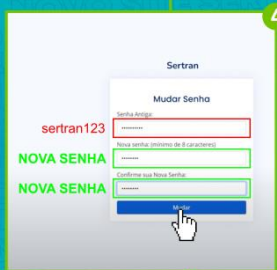 4
Sertran
Mudar Senha
Senha Antiga:
sertran123
Nova senha: (mínimo de 8 caracteres)
NOVA SENHA
Confirme sua Nova Senha:
NOVA SENHA
Mudar